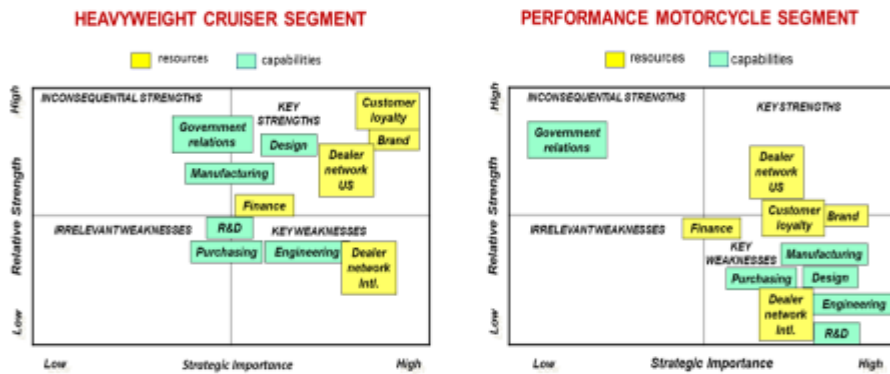 HEAVYWEIGHT CRUISER SEGMENT
resources
capabilities
High
Relative Strength
Low
INCONSEQUENTIAL STRENGTHS
KEY
STRENGTHS
Customer
loyalty
Government
relations
Design
Brand
Dealer
network
US
Manufacturing
Finance
IRRELEVANT WEAKNESSES
R&D
KEY WEAKNESSES
Purchasing
Engineering
Dealer
network
Intl.
Low
Strategic Importance
High
PERFORMANCE MOTORCYCLE SEGMENT
resources
capabilities
High
Relative Strength
Low
INCONSEQUENTIAL STRENGTHS
KEY STRENGTHS
Government
relations
Dealer
network
US
Customer
loyalty
Brand
IRRELEVANT WEAKNESSES
Finance
KEY
WEAKNESSES
Manufacturing
Purchasing
Design
Dealer
network
Intl.
Engineering
R&D
Low
Strategic Importance
High